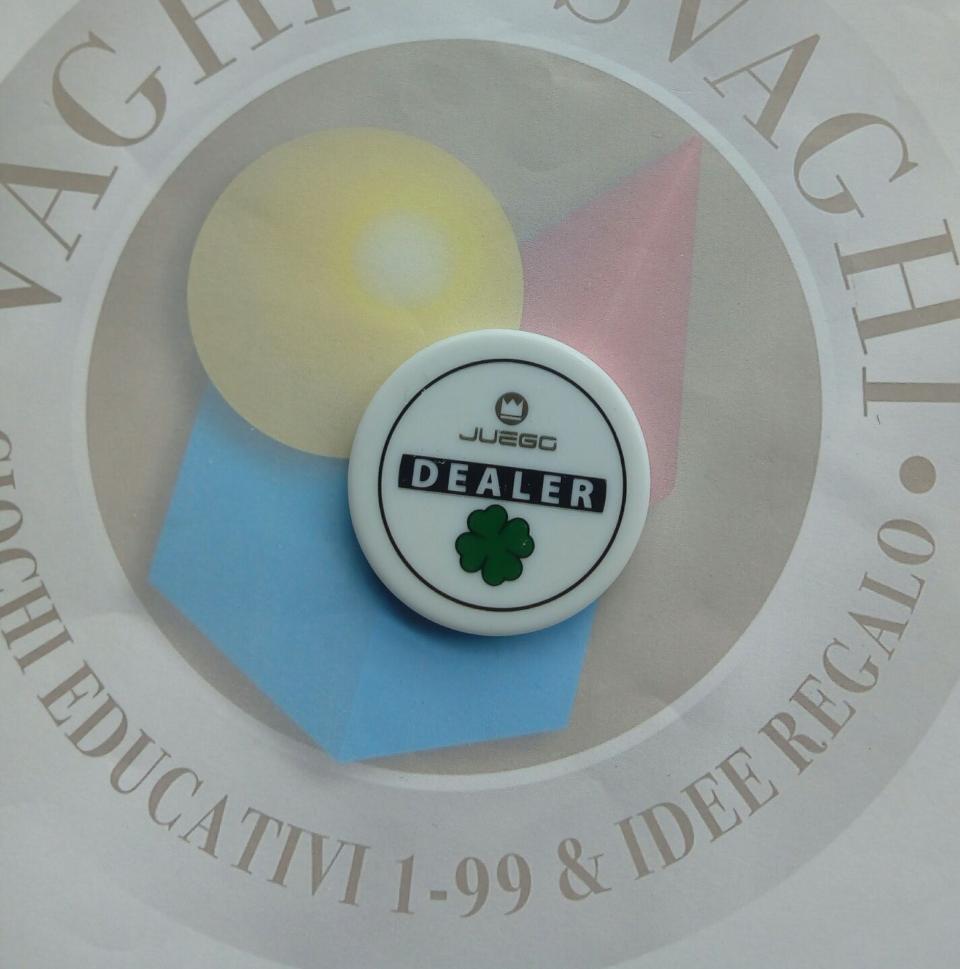 VAGHI SVAGHI •
JUEGO
DEALER
GIOCHI EDUCATIVI 1-99 & IDEE REGALO